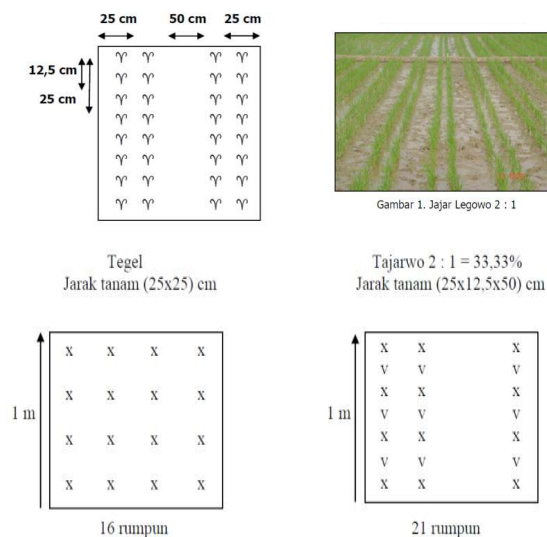 25 cm 50 cm 25 cm
12,5 cm
25 cm
Gambar 1. Jajar Legowo 2 : 1
Tegel
Jarak tanam (25x25) cm
Tajarwo 2 : 1 = 33,33%
Jarak tanam (25x12,5x50) cm
1 m
X X X X
X X X X
X X X X
X X X X
16 rumpun
1 m
X X X
V V V
X X X
V V V
X X X
V V V
X X X
21 rumpun